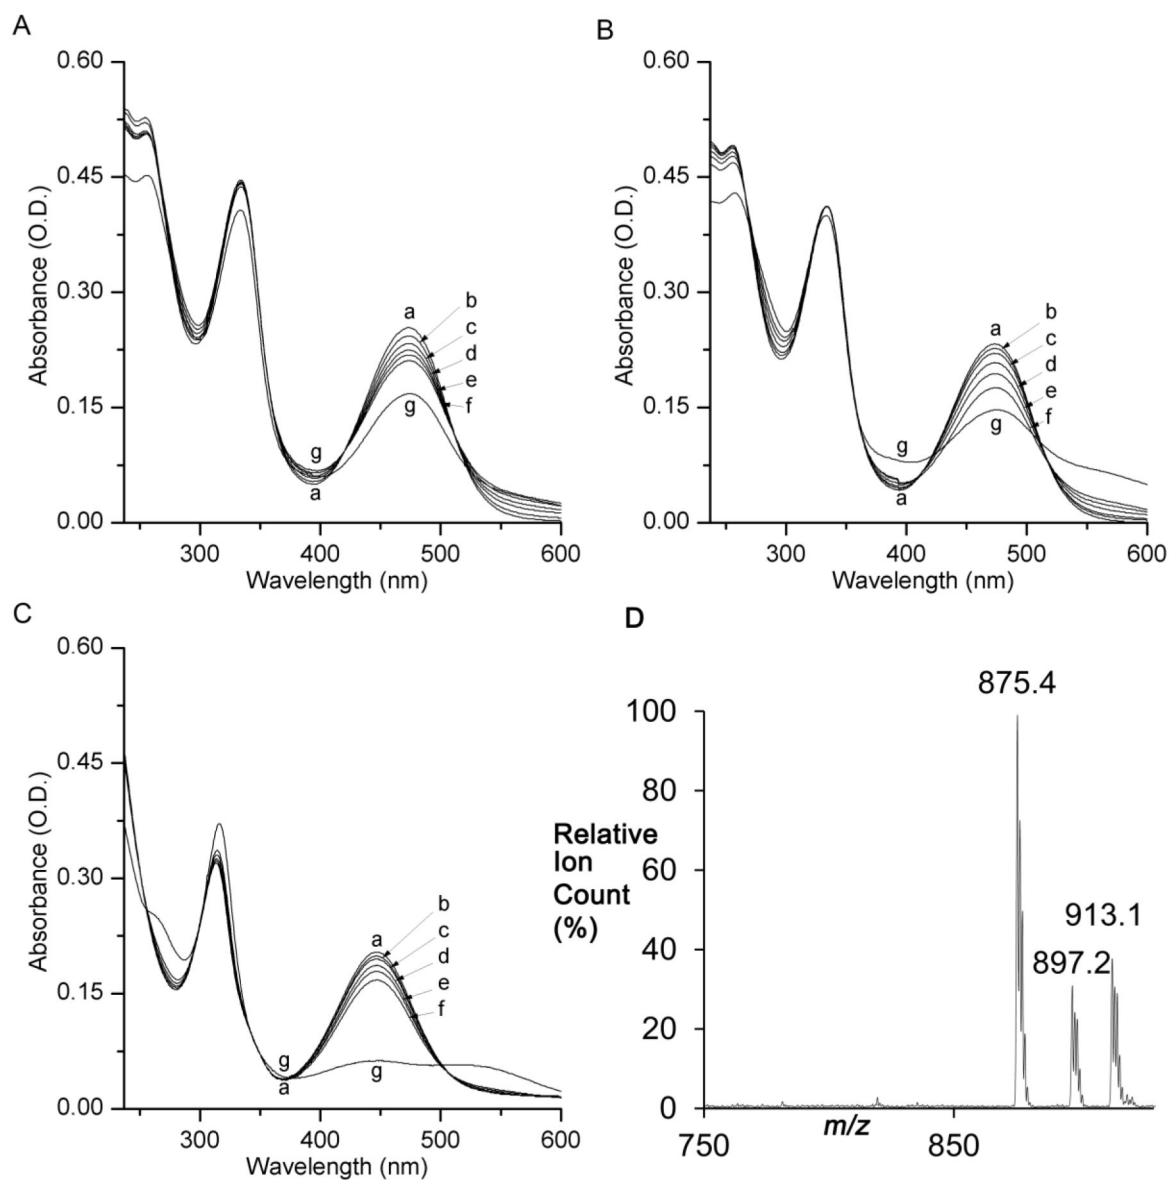 A
0.60
0.45
0.30
0.15
0.00
Absorbance (O.D.)
a
b
c
d
e
f
g
g
a
300
400
500
600
Wavelength (nm)
B
0.60
0.45
0.30
0.15
0.00
Absorbance (O.D.)
a
b
c
d
e
f
g
g
a
300
400
500
600
Wavelength (nm)
C
0.60
0.45
0.30
0.15
0.00
Absorbance (O.D.)
a
b
c
d
e
f
g
g
a
300
400
500
600
Wavelength (nm)
D
875.4
913.1
897.2
100
80
60
40
20
0
Relative
Ion
Count
(%)
m/z
750
850